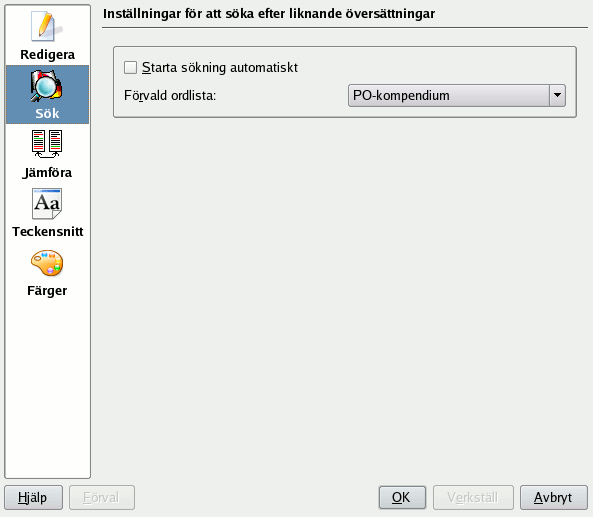 Inställningar för att söka efter liknande översättningar
Redigera
Sök
Jämföra
Aa
Teckensnitt
Färger
Starta sökning automatiskt
Förvald ordlista:
PO-kompendium
Hjälp
Förval
OK
Verkställ
Avbryt